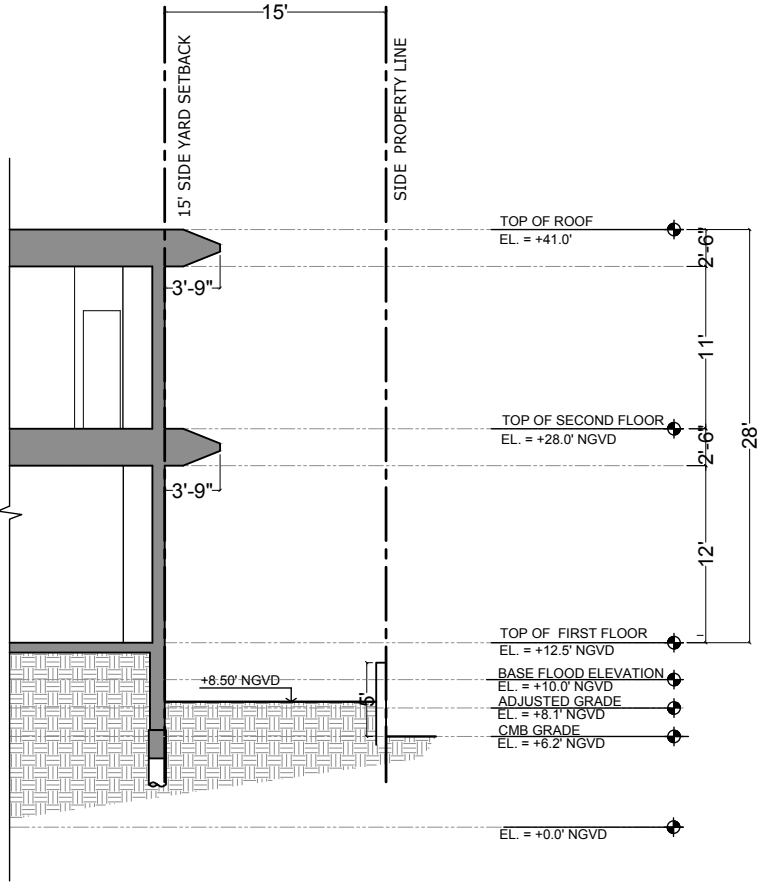 15'
15' SIDE YARD SETBACK
SIDE PROPERTY LINE
TOP OF ROOF
EL. = +41.0'
2'-6"
3'-9"
11'
TOP OF SECOND FLOOR
EL. = +28.0' NGVD
2'-6"
28'
3'-9"
12'
TOP OF FIRST FLOOR
EL. = +12.5' NGVD
BASE FLOOD ELEVATION
EL. = +10.0' NGVD
+8.50' NGVD
5'
ADJUSTED GRADE
EL. = +8.1' NGVD
CMB GRADE
EL. = +6.2' NGVD
EL. = +0.0' NGVD